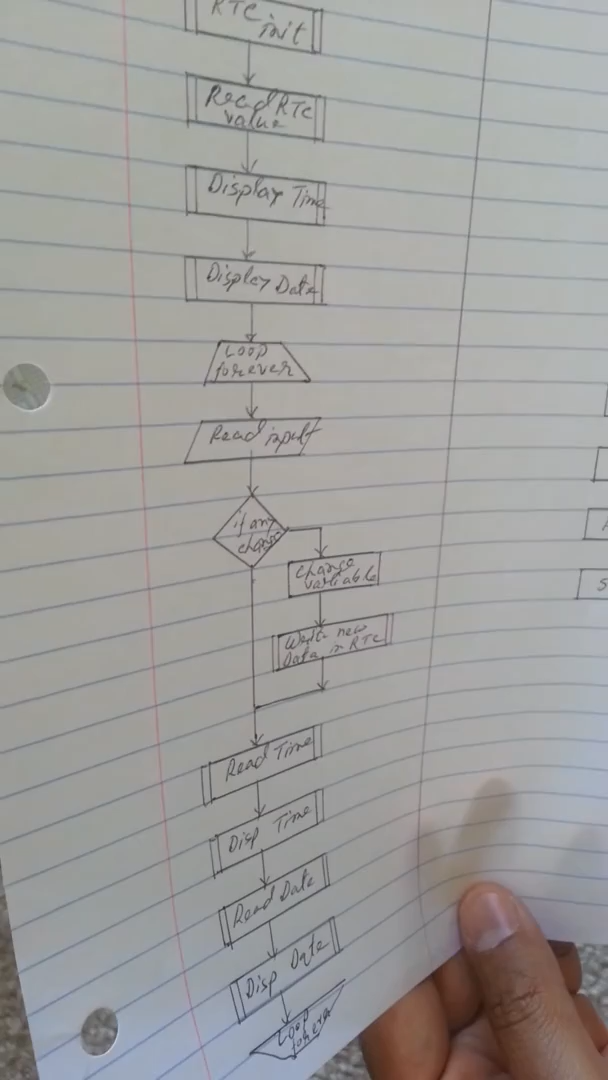 RTC
init
Read RTC
value
Display Time
Display Date
Loop
forever
Read input
if any
change
Change
variable
Write new
Data in RTC
Read Time
Disp Time
Read Date
Disp Date
Loop
forever
A
S